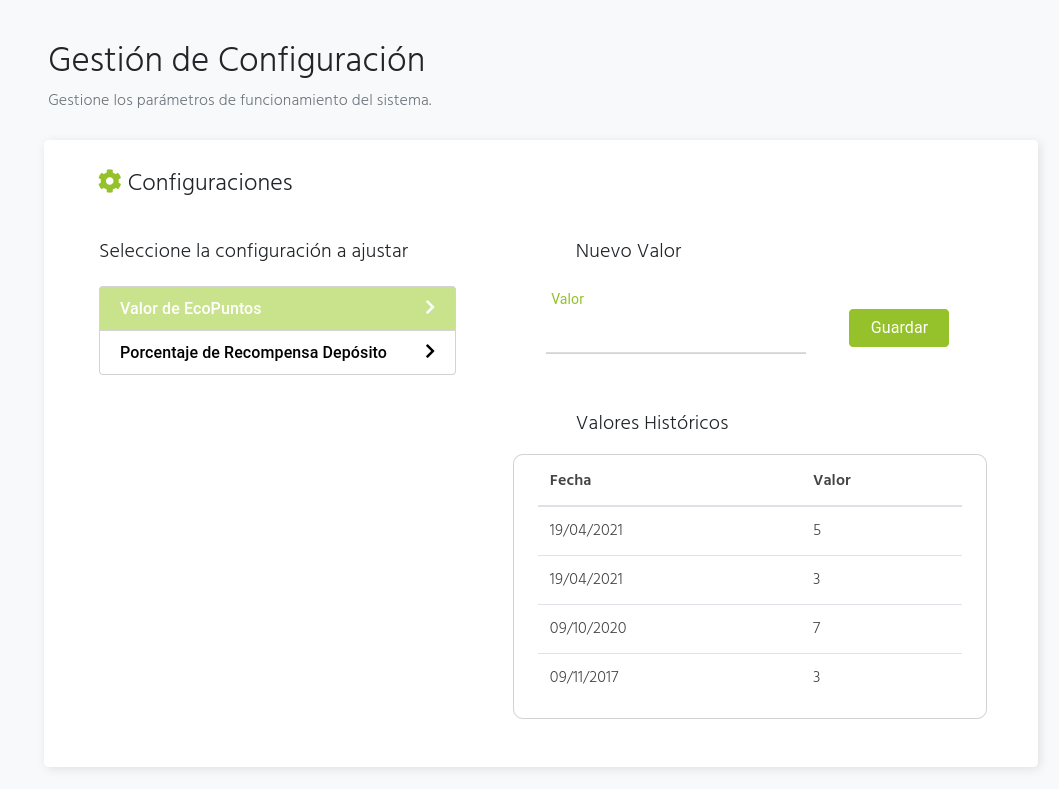 Gestión de Configuración
Gestione los parámetros de funcionamiento del sistema.
Configuraciones
Seleccione la configuración a ajustar
Valor de EcoPuntos
Porcentaje de Recompensa Depósito
Nuevo Valor
Valor
Guardar
Valores Históricos
Fecha Valor
19/04/2021 5
19/04/2021 3
09/10/2020 7
09/11/2017 3